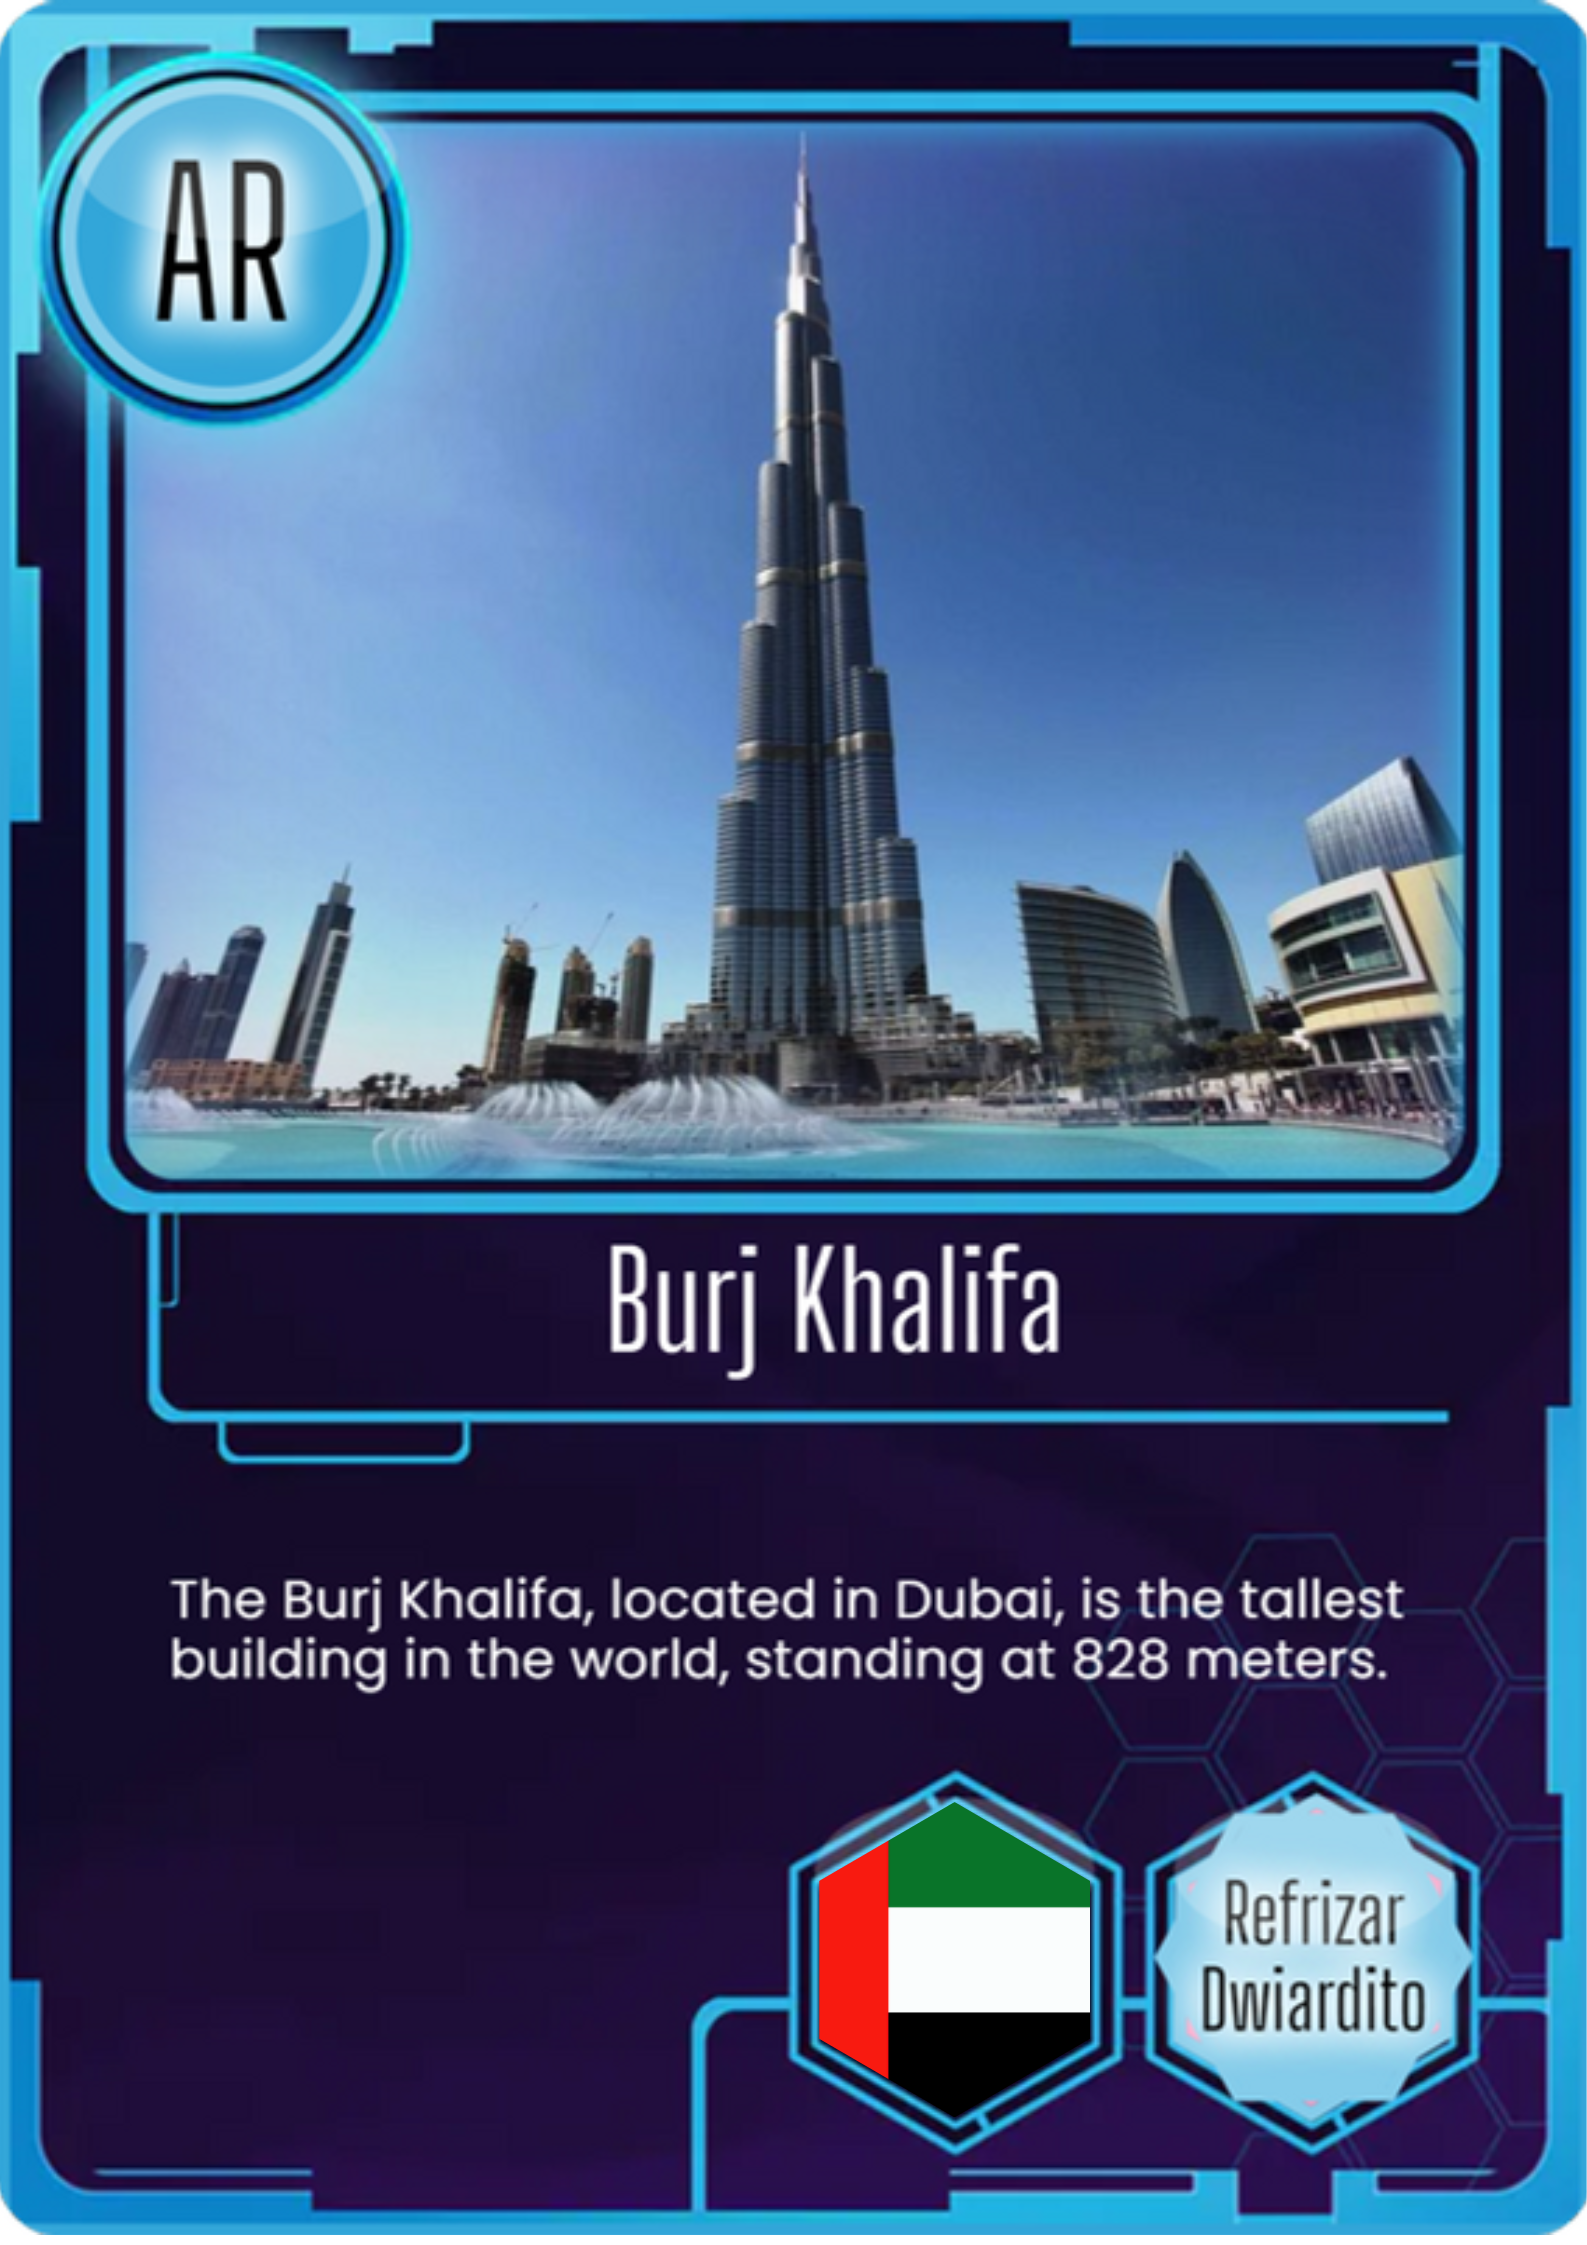 AR
Burj Khalifa
The Burj Khalifa, located in Dubai, is the tallest
building in the world, standing at 828 meters.
Refrizar
Dwiardito